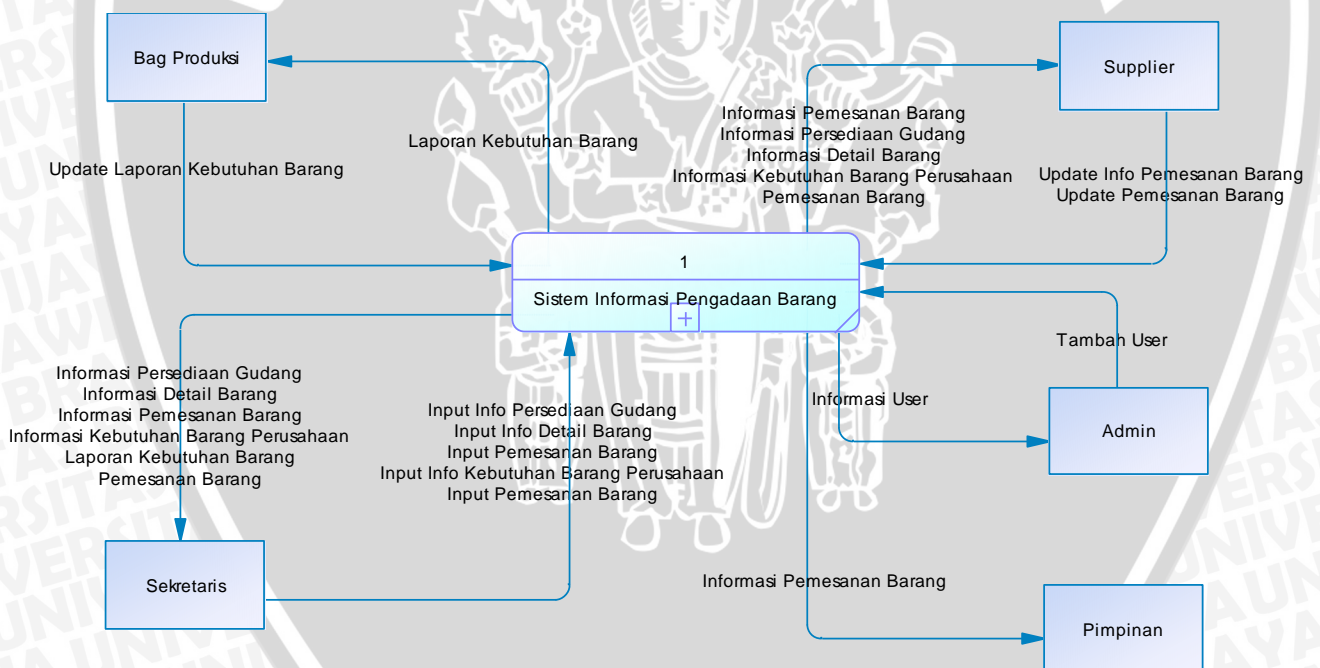 Bag Produksi
Supplier
Laporan Kebutuhan Barang
Update Laporan Kebutuhan Barang
Informasi Pemesanan Barang
Informasi Persediaan Gudang
Informasi Detail Barang
Informasi Kebutuhan Barang Perusahaan
Pemesanan Barang
Update Info Pemesanan Barang
Update Pemesanan Barang
1
Sistem Informasi Pengadaan Barang
Tambah User
Informasi Persediaan Gudang
Informasi Detail Barang
Informasi Pemesanan Barang
Informasi Kebutuhan Barang Perusahaan
Laporan Kebutuhan Barang
Pemesanan Barang
Input Info Persediaan Gudang
Input Info Detail Barang
Input Pemesanan Barang
Input Info Kebutuhan Barang Perusahaan
Input Pemesanan Barang
Informasi User
Admin
Sekretaris
Informasi Pemesanan Barang
Pimpinan